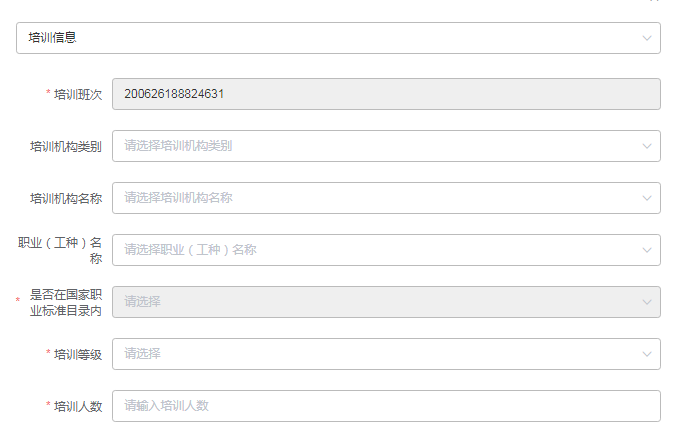 培训信息
* 培训班次 200626188824631
培训机构类别 请选择培训机构类别
培训机构名称 请选择培训机构名称
职业（工种）名
称 请选择职业（工种）名称
* 是否在国家职
业标准目录内 请选择
* 培训等级 请选择
* 培训人数 请输入培训人数